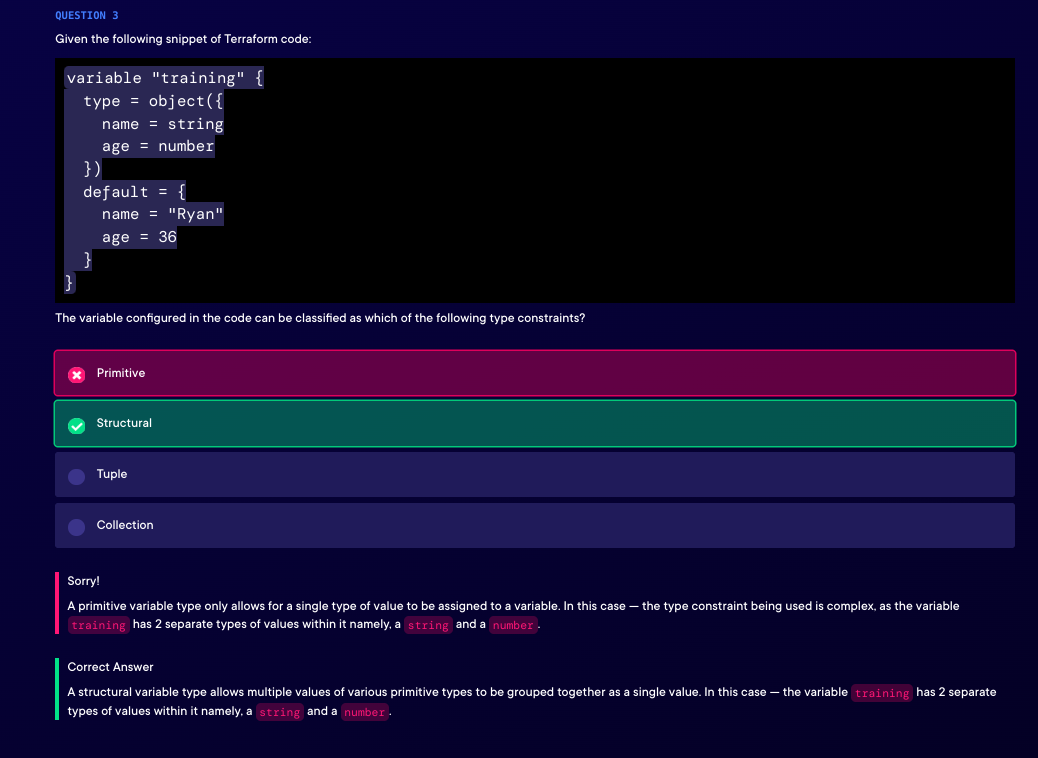 QUESTION 3
Given the following snippet of Terraform code:
variable "training" {
  type = object({
    name = string
    age = number
  })
  default = {
    name = "Ryan"
    age = 36
  }
}
The variable configured in the code can be classified as which of the following type constraints?
Primitive
Structural
Tuple
Collection
Sorry!
A primitive variable type only allows for a single type of value to be assigned to a variable. In this case — the type constraint being used is complex, as the variable
training has 2 separate types of values within it namely, a string and a number.
Correct Answer
A structural variable type allows multiple values of various primitive types to be grouped together as a single value. In this case — the variable training has 2 separate
types of values within it namely, a string and a number.